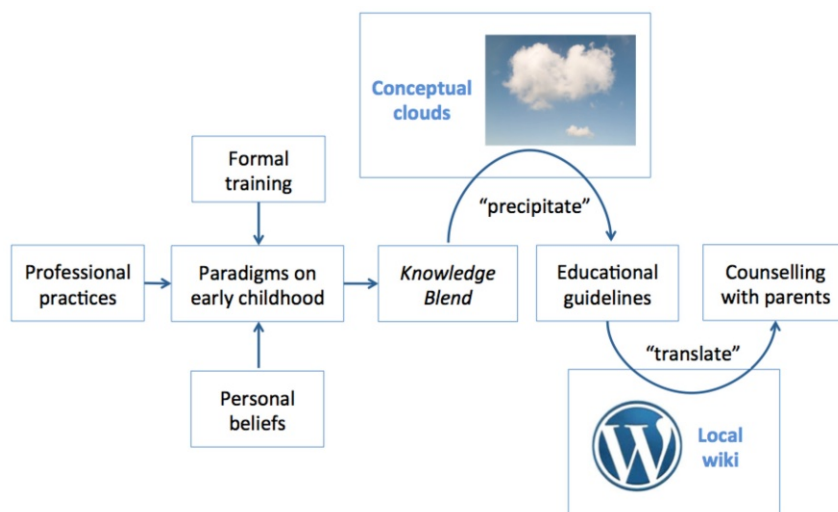 Conceptual
clouds
Formal
training
“precipitate”
Professional
practices
Paradigms on
early childhood
Knowledge
Blend
Educational
guidelines
Counselling
with parents
“translate”
Personal
beliefs
W
Local
wiki